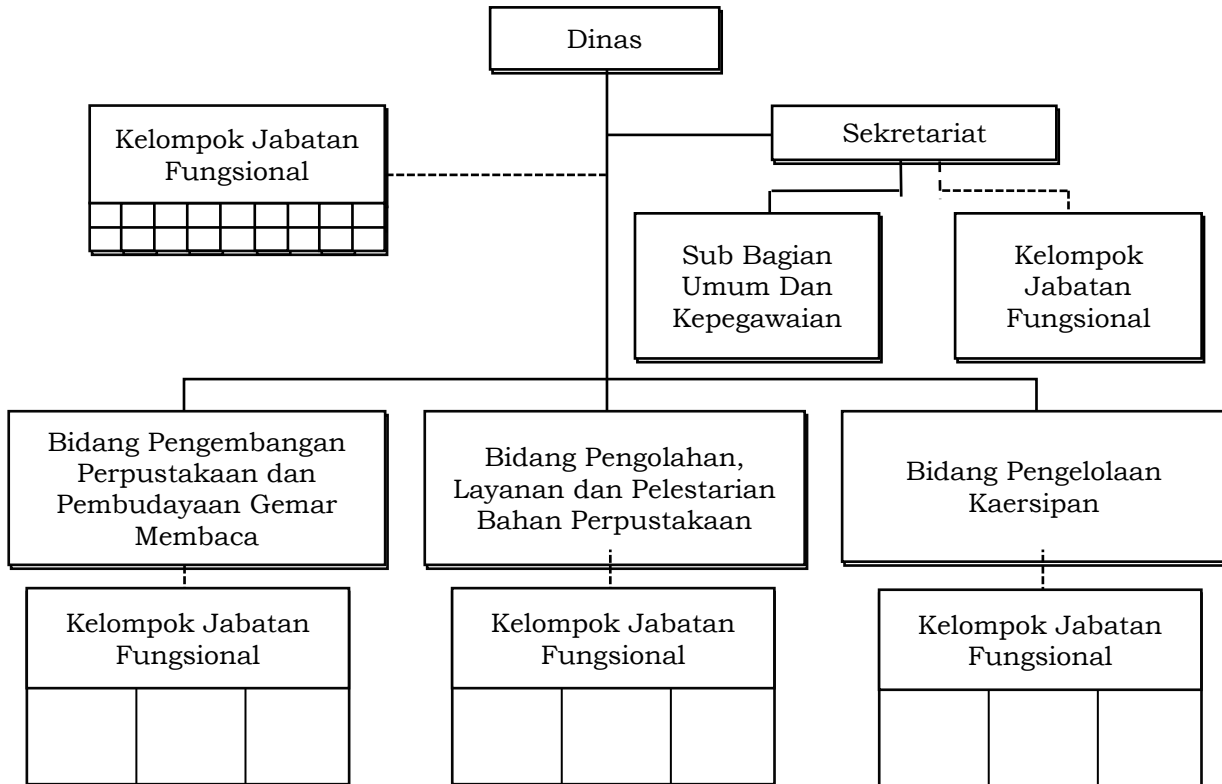 Dinas
Kelompok Jabatan
Fungsional
Sekretariat
Sub Bagian
Umum Dan
Kepegawaian
Kelompok
Jabatan
Fungsional
Bidang Pengembangan
Perpustakaan dan
Pembudayaan Gemar
Membaca
Bidang Pengolahan,
Layanan dan Pelestarian
Bahan Perpustakaan
Bidang Pengelolaan
Kaersipan
Kelompok Jabatan
Fungsional
Kelompok Jabatan
Fungsional
Kelompok Jabatan
Fungsional